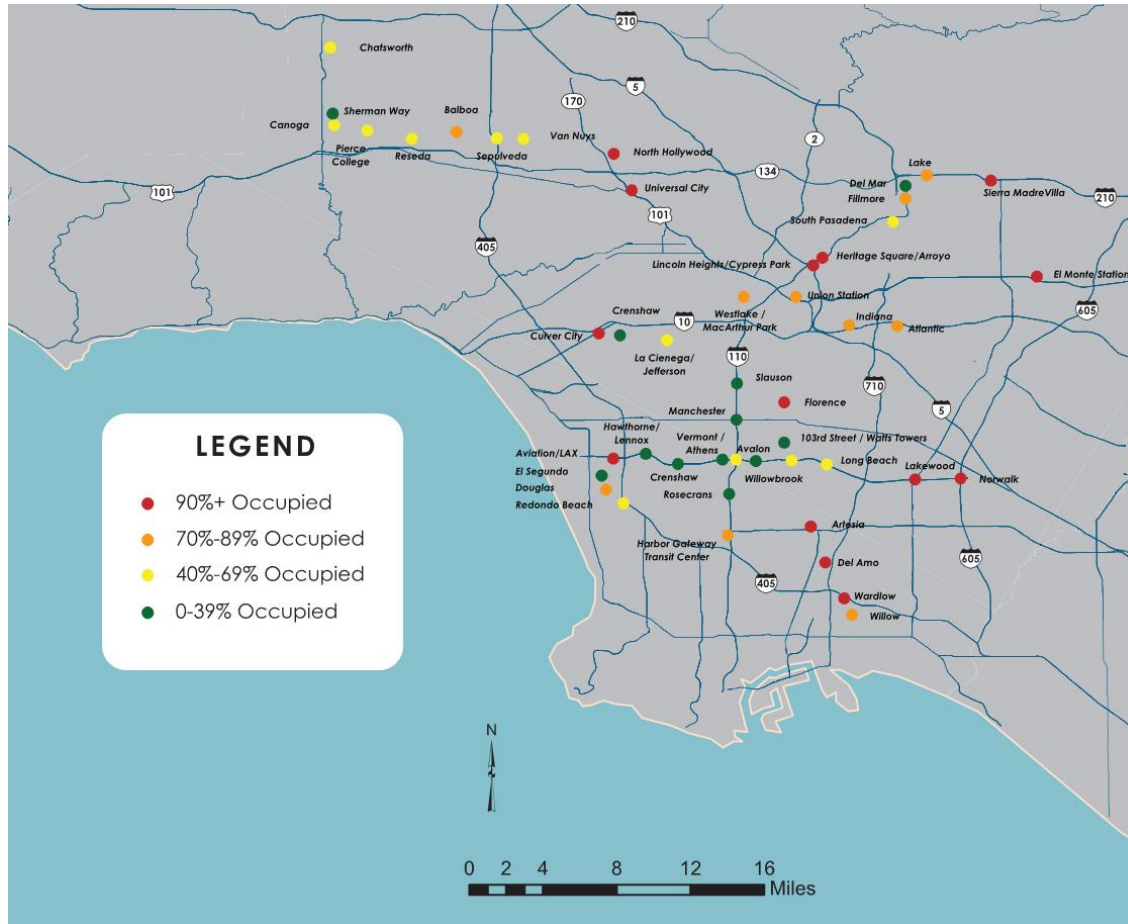 210
Chatsworth
5
170
Sherman Way
Balboa
Canoga
Van Nuys
2
Pierce
College
Reseda
Sepulveda
North Hollywood
134
Lake
Del Mar
Sierra MadreVilla
101
Universal City
Fillmore
210
101
South Pasadena
405
Heritage Square/Arroyo
Lincoln Heights/Cypress Park
El Monte Station
Union Station
605
Crenshaw
10
Westlake /
MacArthur Park
Indiana
Atlantic
Culver City
La Cienega/
Jefferson
110
Slauson
710
Florence
5
Manchester
LEGEND
Hawthorne/
Lennox
Vermont /
Athens
Avalon
103rd Street / Watts Towers
Aviation/LAX
Long Beach
El Segundo
Crenshaw
Willowbrook
Lakewood
Norwalk
Douglas
Rosecrans
Redondo Beach
90%+ Occupied
70%-89% Occupied
40%-69% Occupied
0-39% Occupied
Artesia
Harbor Gateway
Transit Center
605
Del Amo
405
Wardlow
Willow
N
0 2 4 8 12 16
Miles